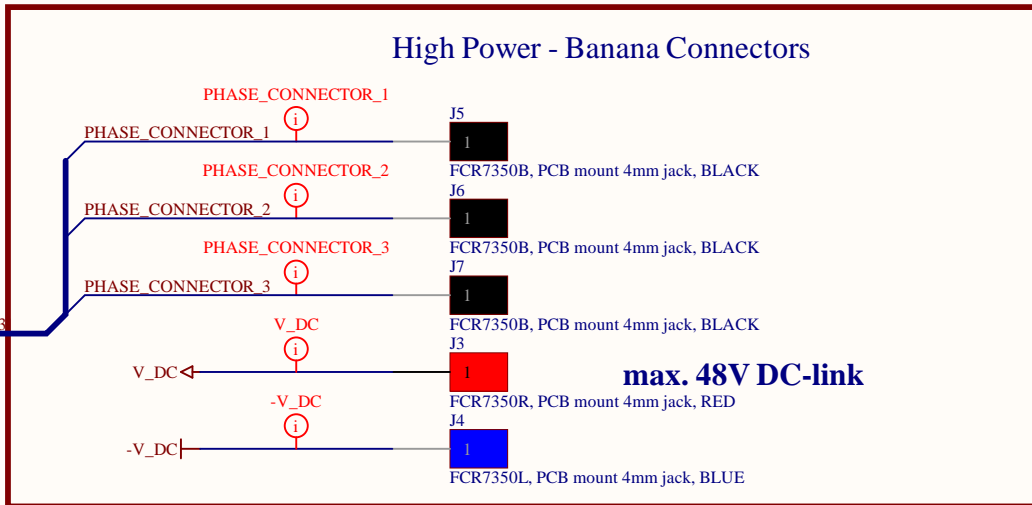 High Power - Banana Connectors
PHASE_CONNECTOR_1
i
J5
PHASE_CONNECTOR_1
1
FCR7350B, PCB mount 4mm jack, BLACK
PHASE_CONNECTOR_2
i
J6
PHASE_CONNECTOR_2
1
FCR7350B, PCB mount 4mm jack, BLACK
PHASE_CONNECTOR_3
i
J7
PHASE_CONNECTOR_3
1
FCR7350B, PCB mount 4mm jack, BLACK
3
V_DC
i
J3
V_DC
1
max. 48V DC-link
FCR7350R, PCB mount 4mm jack, RED
-V_DC
i
J4
-V_DC
1
FCR7350L, PCB mount 4mm jack, BLUE